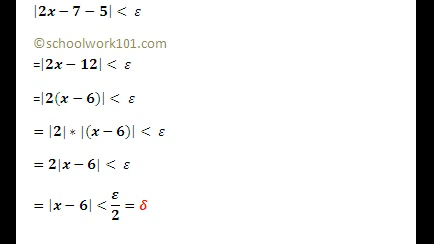 |2x − 7 − 5| < ε
©schoolwork101.com
=|2x − 12| < ε
=|2(x − 6)| < ε
= |2| ∗ |(x − 6)| < ε
= 2|x − 6| < ε
= |x − 6| < ε/2 = δ